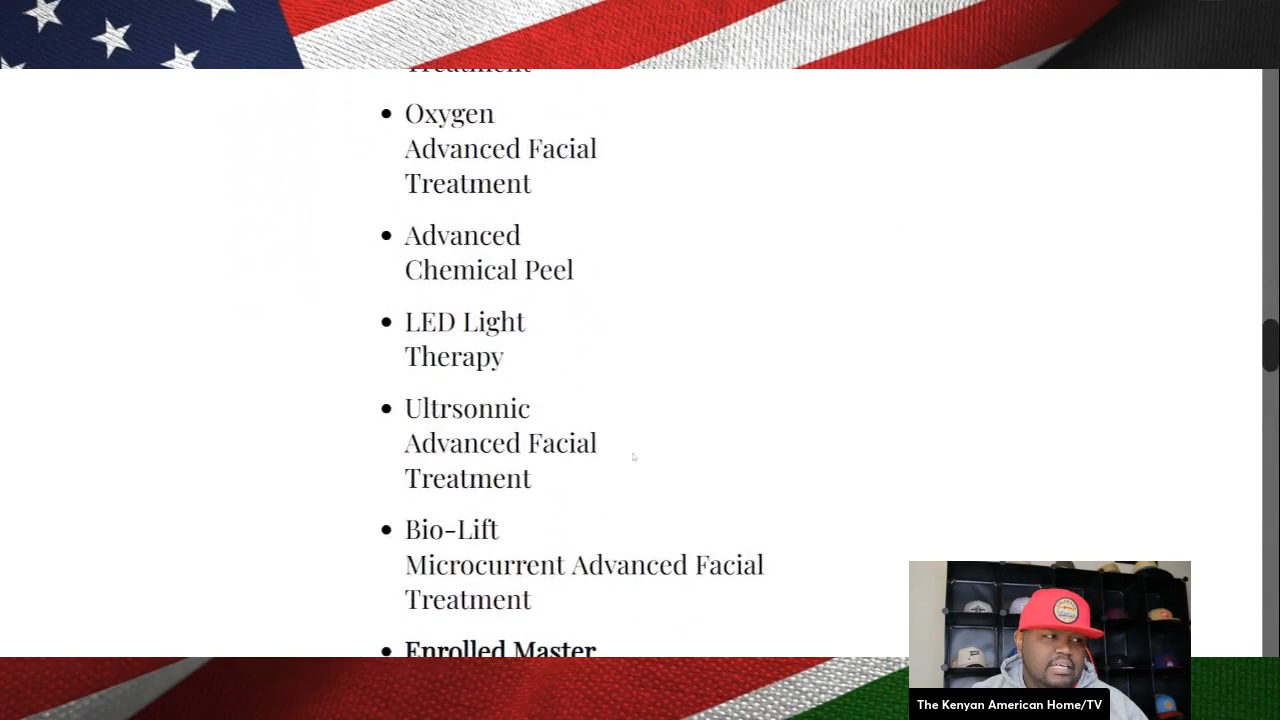 Treatment
Oxygen
Advanced Facial
Treatment
Advanced
Chemical Peel
LED Light
Therapy
Ultrsonnic
Advanced Facial
Treatment
Bio-Lift
Microcurrent Advanced Facial
Treatment
Enrolled Master
The Kenyan American Home/TV